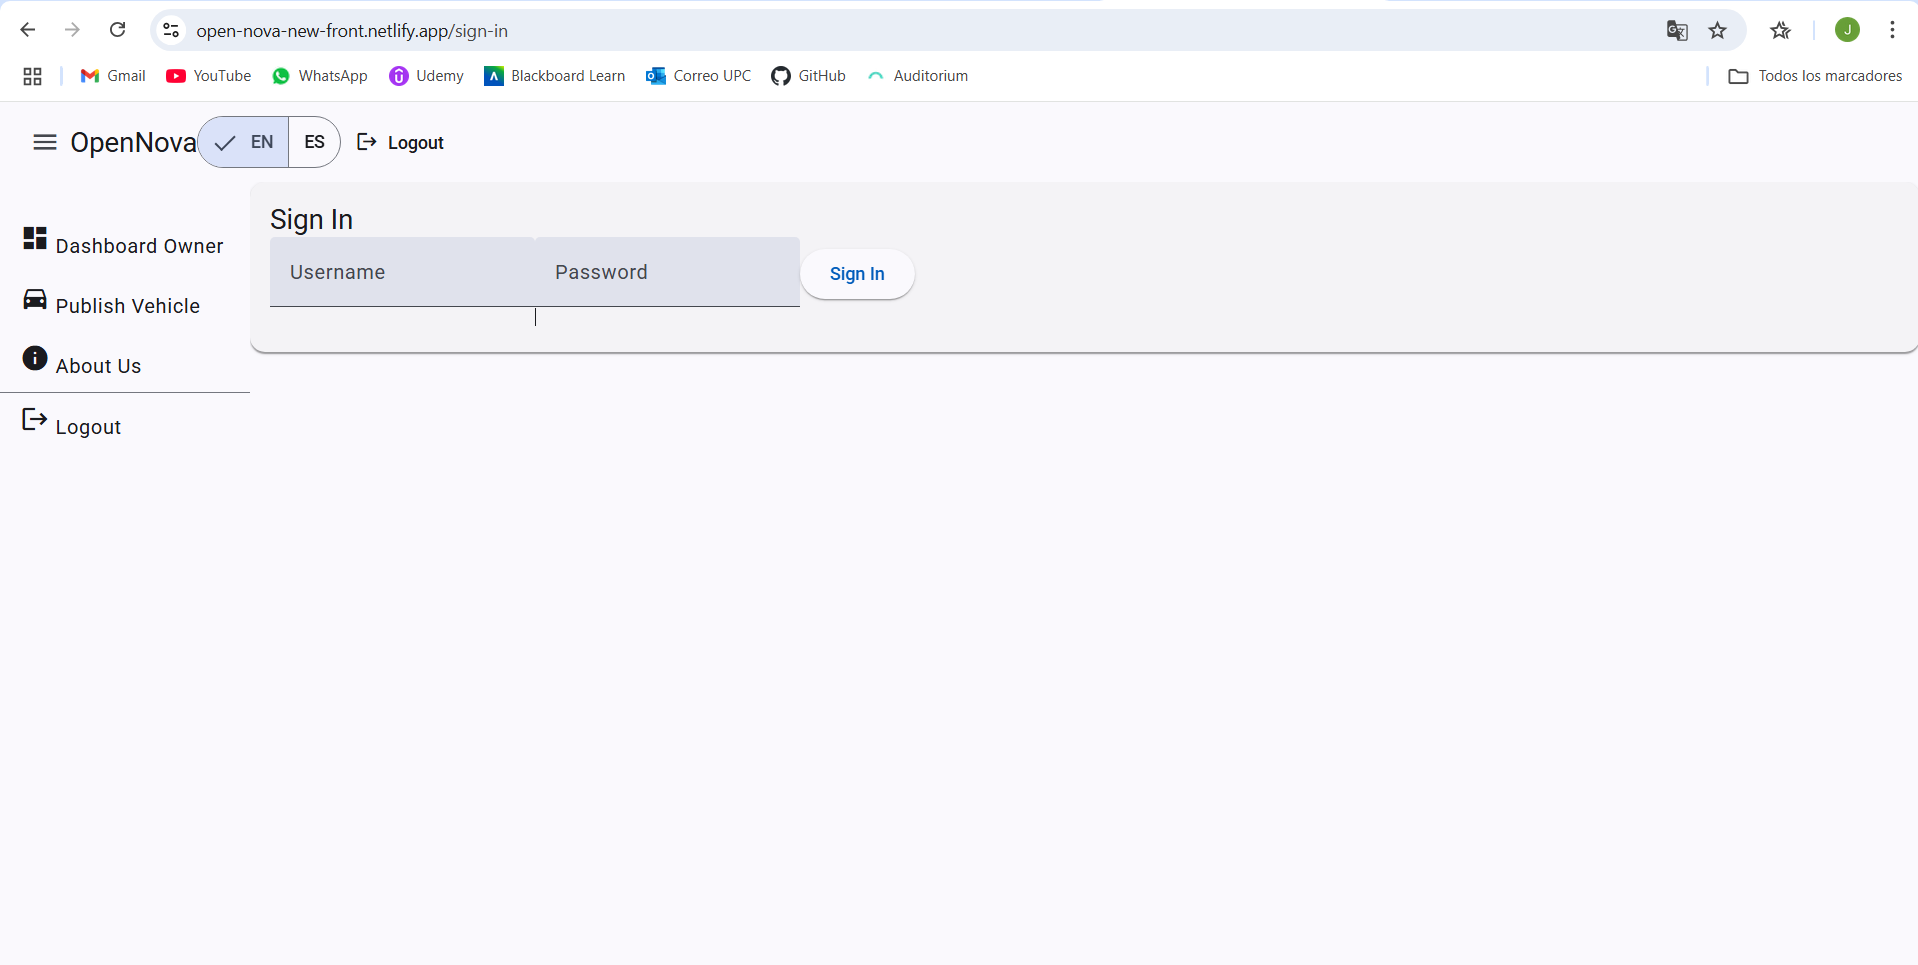 open-nova-new-front.netlify.app/sign-in
J
Gmail YouTube WhatsApp Udemy Blackboard Learn Correo UPC GitHub Auditorium Todos los marcadores
OpenNova EN ES Logout
Sign In
Username Password Sign In
Dashboard Owner
Publish Vehicle
About Us
Logout